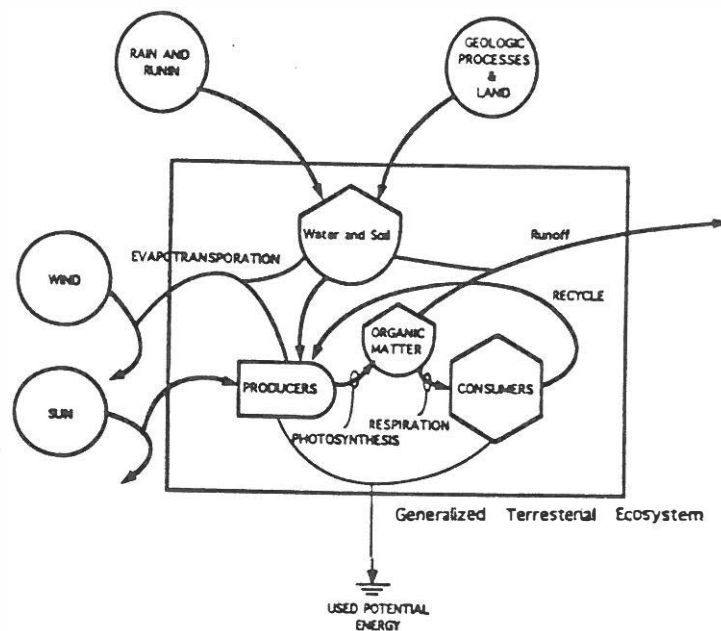 RAIN AND
RUNIN
GEOLOGIC
PROCESSES
&
LAND
Water and Soil
Runoff
EVAPOTRANSPORATION
WIND
RECYCLE
ORGANIC
MATTER
PRODUCERS
CONSUMERS
SUN
RESPIRATION
PHOTOSYNTHESIS
Generalized Terresterial Ecosystem
USED POTENTIAL
ENERGY